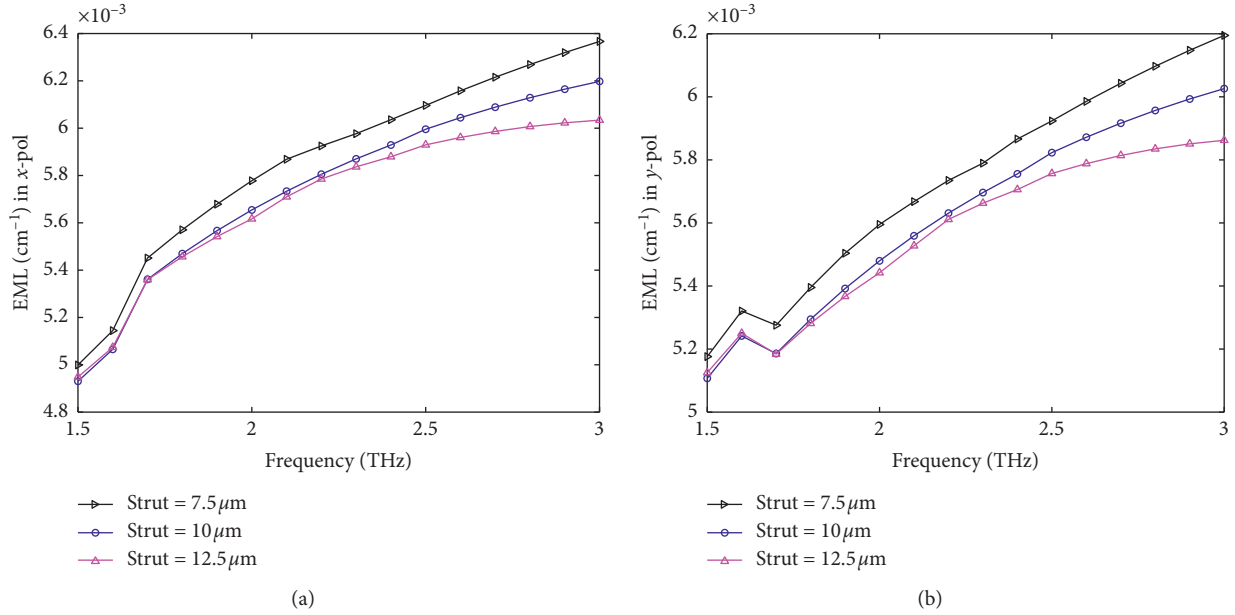 ×10−3
6.4
6.2
6
5.8
5.6
5.4
5.2
5
4.8
EML (cm−1) in x-pol
1.5
2
2.5
3
Frequency (THz)
Strut = 7.5 μm
Strut = 10 μm
Strut = 12.5 μm
(a)
×10−3
6.2
6
5.8
5.6
5.4
5.2
5
EML (cm−1) in y-pol
1.5
2
2.5
3
Frequency (THz)
Strut = 7.5 μm
Strut = 10 μm
Strut = 12.5 μm
(b)